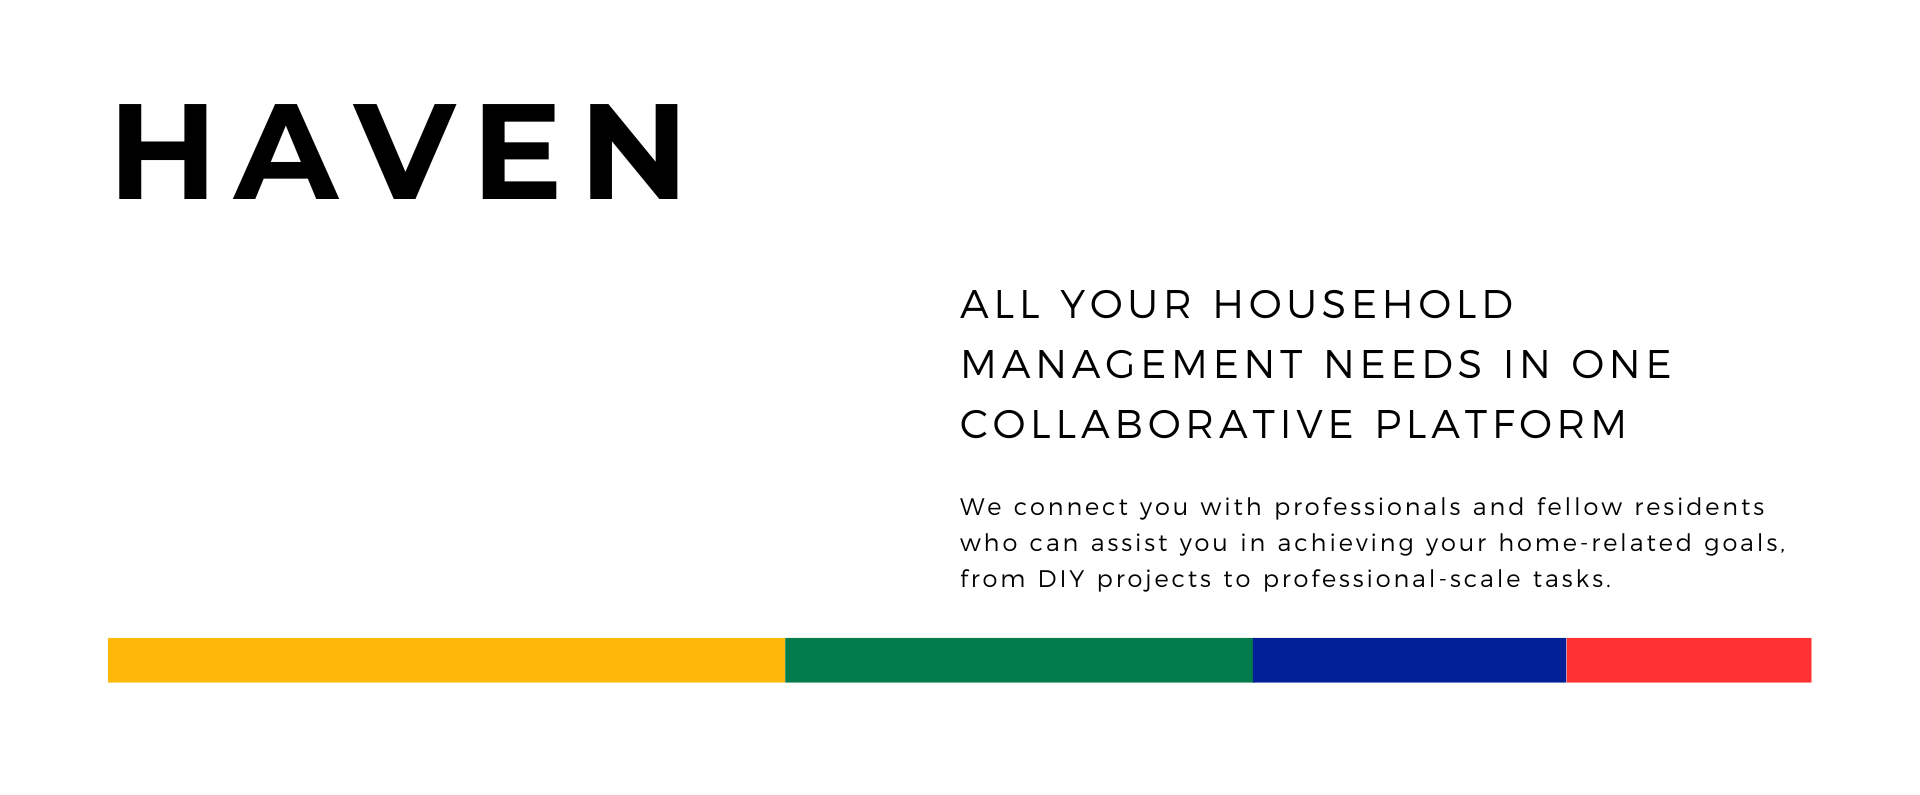 HAVEN
ALL YOUR HOUSEHOLD
MANAGEMENT NEEDS IN ONE
COLLABORATIVE PLATFORM
We connect you with professionals and fellow residents
who can assist you in achieving your home-related goals,
from DIY projects to professional-scale tasks.